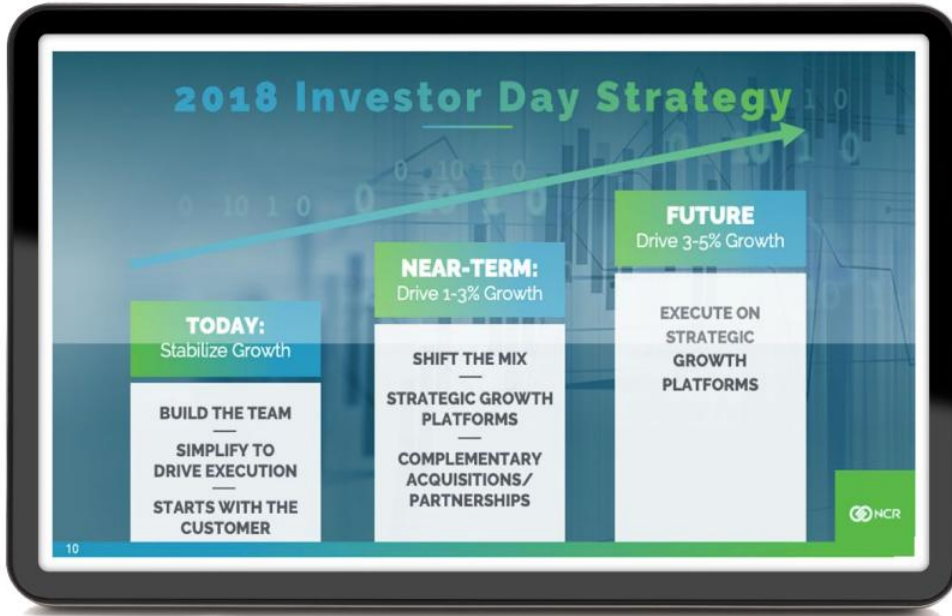 2018 Investor Day Strategy
TODAY:
Stabilize Growth
BUILD THE TEAM
SIMPLIFY TO
DRIVE EXECUTION
STARTS WITH THE
CUSTOMER
NEAR-TERM:
Drive 1-3% Growth
SHIFT THE MIX
STRATEGIC GROWTH
PLATFORMS
COMPLEMENTARY
ACQUISITIONS/
PARTNERSHIPS
FUTURE
Drive 3-5% Growth
EXECUTE ON
STRATEGIC
GROWTH
PLATFORMS
NCR
10